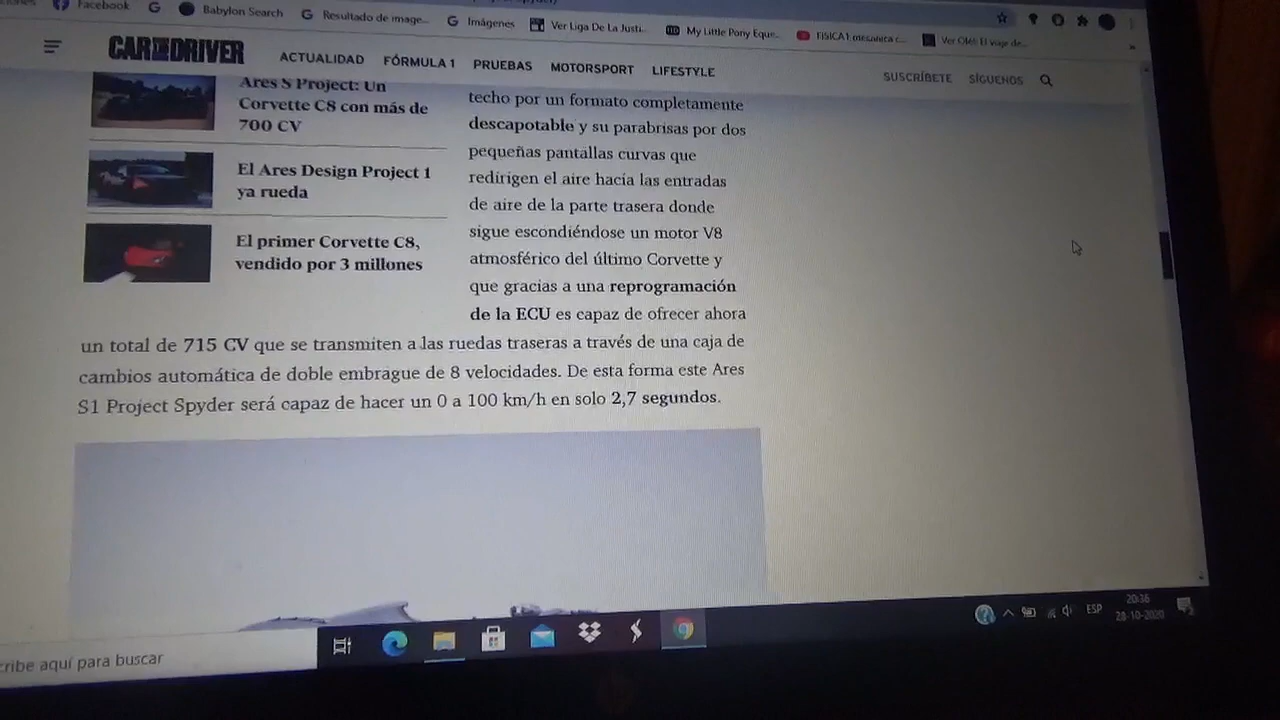 Facebook
G
Babylon Search
G Resultado de image...
G Imágenes
Ver Liga De La Justi...
My Little Pony Eque...
FISICA 1 mecanica c...
CAR AND DRIVER
ACTUALIDAD
FÓRMULA 1
PRUEBAS
MOTORSPORT
LIFESTYLE
SUSCRÍBETE
SÍGUENOS
Ares S Project: Un
Corvette C8 con más de
700 CV
El Ares Design Project 1
ya rueda
El primer Corvette C8,
vendido por 3 millones
techo por un formato completamente
descapotable y su parabrisas por dos
pequeñas pantallas curvas que
redirigen el aire hacia las entradas
de aire de la parte trasera donde
sigue escondiéndose un motor V8
atmosférico del último Corvette y
que gracias a una reprogramación
de la ECU es capaz de ofrecer ahora
un total de 715 CV que se transmiten a las ruedas traseras a través de una caja de
cambios automática de doble embrague de 8 velocidades. De esta forma este Ares
S1 Project Spyder será capaz de hacer un 0 a 100 km/h en solo 2,7 segundos.
cribe aquí para buscar
ESP
20:36
28-10-2020